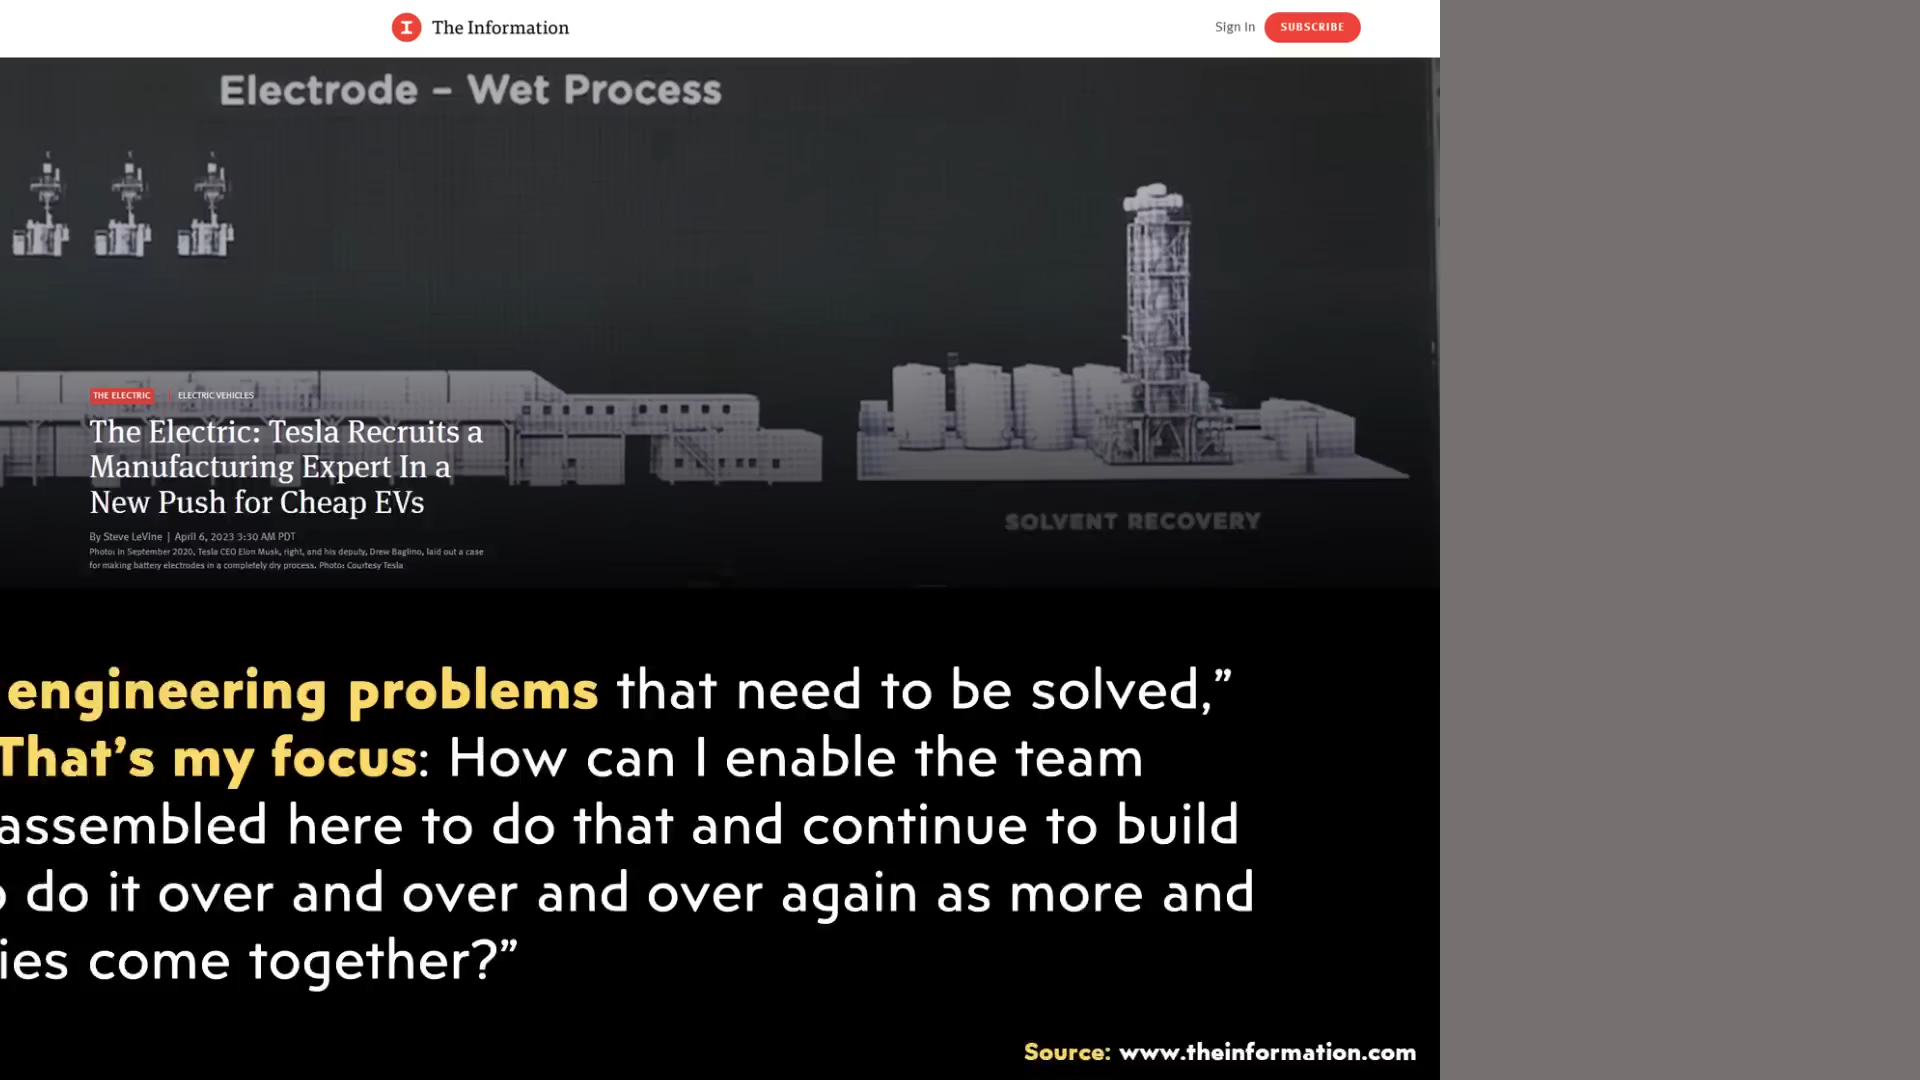 The Information
Sign In
SUBSCRIBE
Electrode – Wet Process
THE ELECTRIC | ELECTRIC VEHICLES
The Electric: Tesla Recruits a
Manufacturing Expert In a
New Push for Cheap EVs
By Steve LeVine | April 6, 2023 3:30 AM PDT
Photo: In September 2020, Tesla CEO Elon Musk, right, and his deputy, Drew Baglino, laid out a case
for making battery electrodes in a completely dry process. Photo: Courtesy Tesla
SOLVENT RECOVERY
engineering problems that need to be solved,”
That’s my focus: How can I enable the team
assembled here to do that and continue to build
do it over and over and over again as more and
ies come together?”
Source: www.theinformation.com